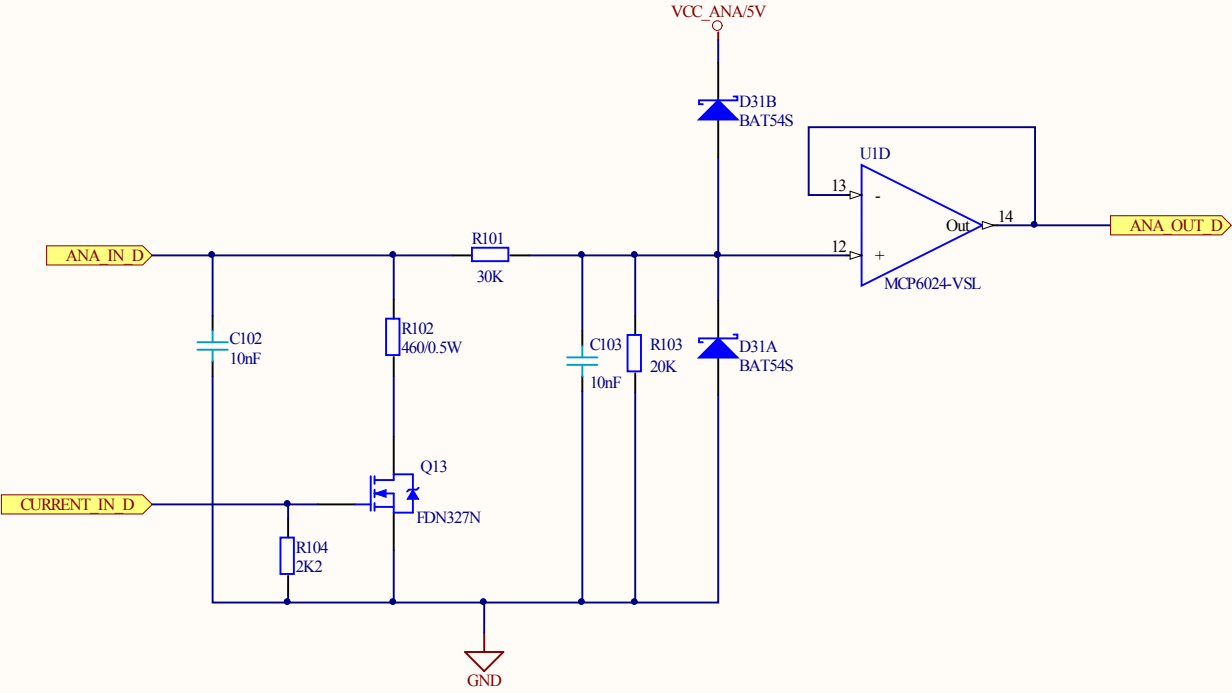 VCC_ANA/5V
D31B
BAT54S
U1D
13
-
14
Out
ANA_OUT_D
12
+
MCP6024-VSL
ANA_IN_D
R101
30K
C102
10nF
R102
460/0.5W
C103
10nF
R103
20K
D31A
BAT54S
Q13
FDN327N
CURRENT_IN_D
R104
2K2
GND